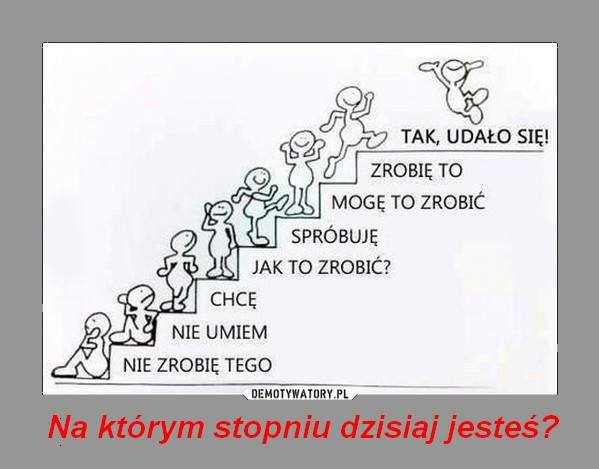 TAK, UDAŁO SIĘ!
ZROBIĘ TO
MOGĘ TO ZROBIĆ
SPRÓBUJĘ
JAK TO ZROBIĆ?
CHCĘ
NIE UMIEM
NIE ZROBIĘ TEGO
DEMOTYWATORY.PL
Na którym stopniu dzisiaj jesteś?